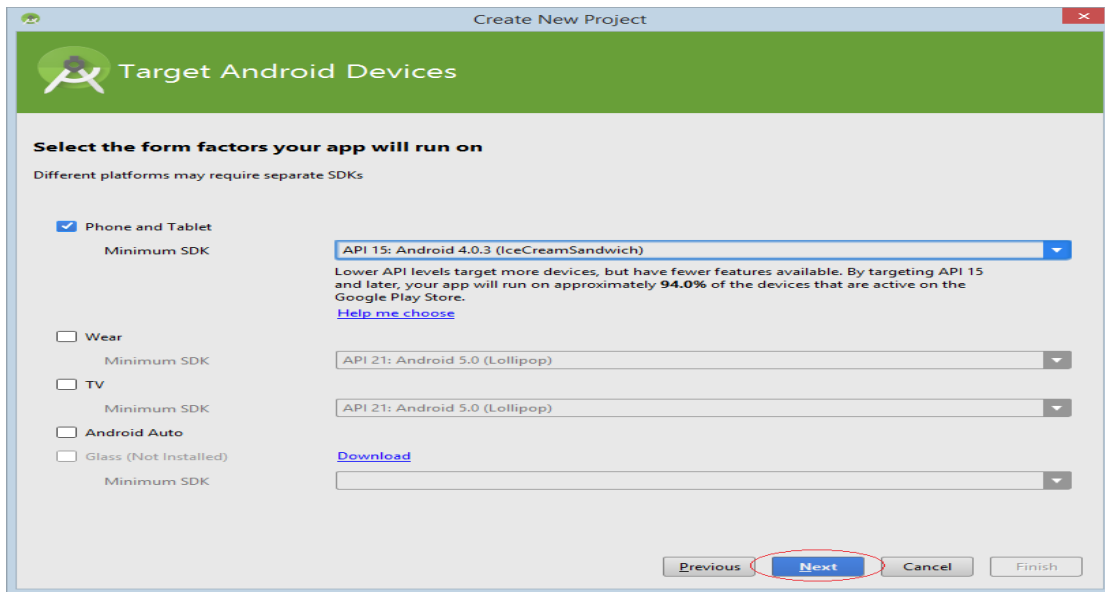 Create New Project
Target Android Devices
Select the form factors your app will run on
Different platforms may require separate SDKs
Phone and Tablet
Minimum SDK
API 15: Android 4.0.3 (IceCreamSandwich)
Lower API levels target more devices, but have fewer features available. By targeting API 15
and later, your app will run on approximately 94.0% of the devices that are active on the
Google Play Store.
Help me choose
Wear
Minimum SDK
API 21: Android 5.0 (Lollipop)
TV
Minimum SDK
API 21: Android 5.0 (Lollipop)
Android Auto
Glass (Not Installed)
Download
Minimum SDK
Previous
Next
Cancel
Finish